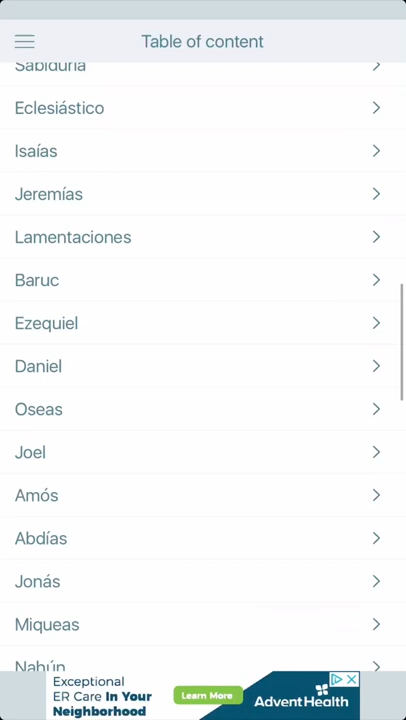 Table of content
Sabiduría
Eclesiástico
Isaías
Jeremías
Lamentaciones
Baruc
Ezequiel
Daniel
Oseas
Joel
Amós
Abdías
Jonás
Miqueas
Nahún
Exceptional
ER Care In Your
Neighborhood
Learn More
AdventHealth